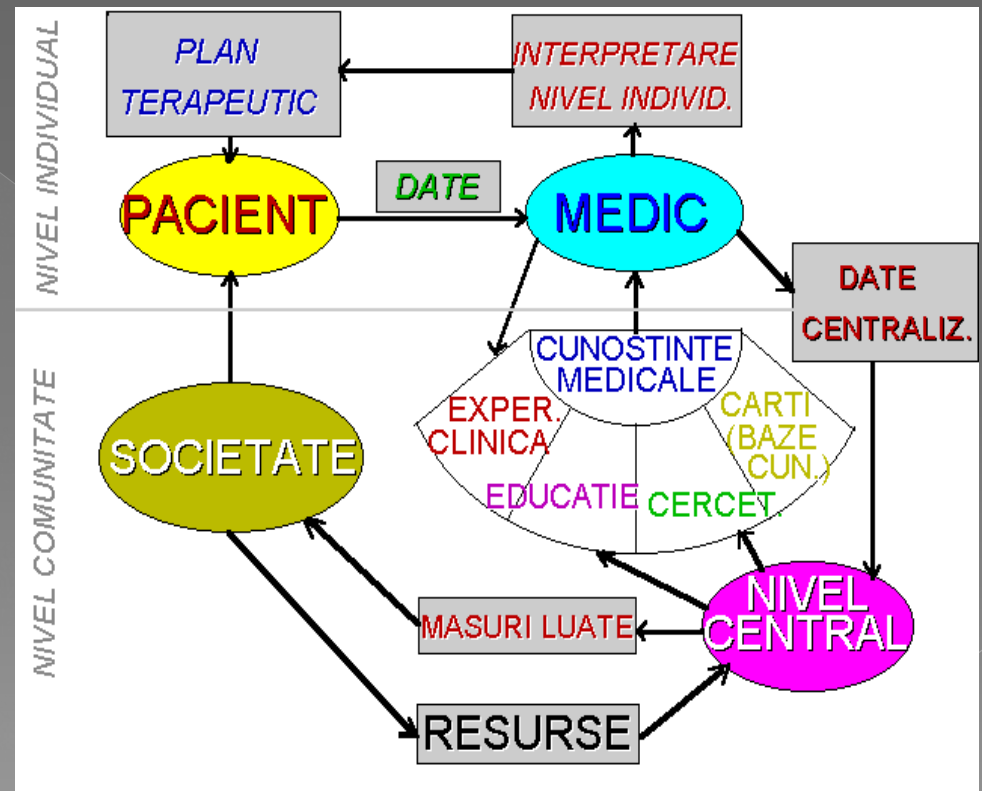 NIVEL INDIVIDUAL
PLAN
TERAPEUTIC
INTERPRETARE
NIVEL INDIVID.
PACIENT
DATE
MEDIC
DATE
CENTRALIZ.
NIVEL COMUNITATE
CUNOSTINTE
MEDICALE
EXPER.
CLINICA
EDUCATIE
CERCET.
CARTI
(BAZE
CUN.)
SOCIETATE
MASURI LUATE
NIVEL
CENTRAL
RESURSE